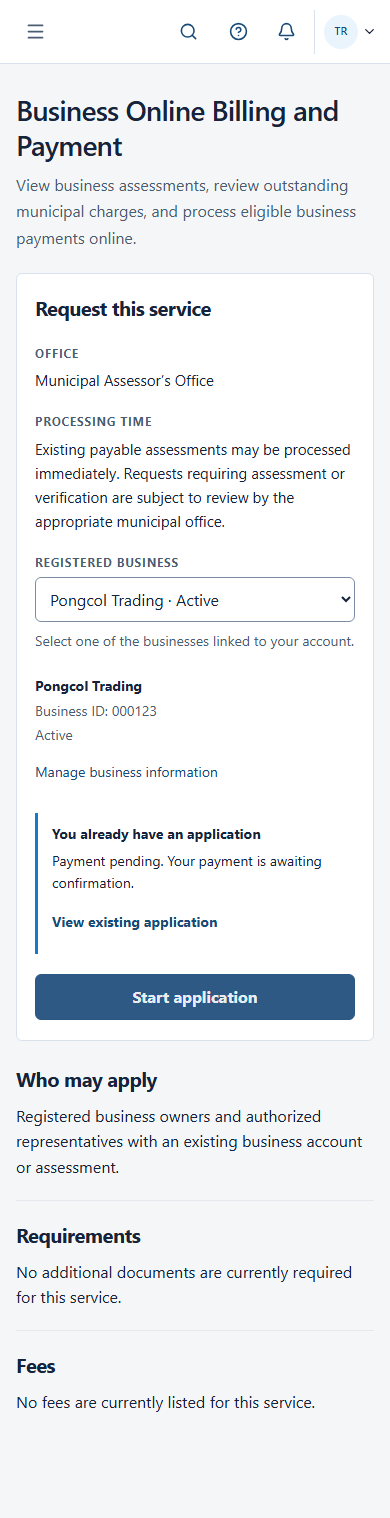 TR
Business Online Billing and
Payment
View business assessments, review outstanding
municipal charges, and process eligible business
payments online.
Request this service
OFFICE
Municipal Assessor’s Office
PROCESSING TIME
Existing payable assessments may be processed
immediately. Requests requiring assessment or
verification are subject to review by the
appropriate municipal office.
REGISTERED BUSINESS
Pongcol Trading · Active
Select one of the businesses linked to your account.
Pongcol Trading
Business ID: 000123
Active
Manage business information
You already have an application
Payment pending. Your payment is awaiting
confirmation.
View existing application
Start application
Who may apply
Registered business owners and authorized
representatives with an existing business account
or assessment.
Requirements
No additional documents are currently required
for this service.
Fees
No fees are currently listed for this service.